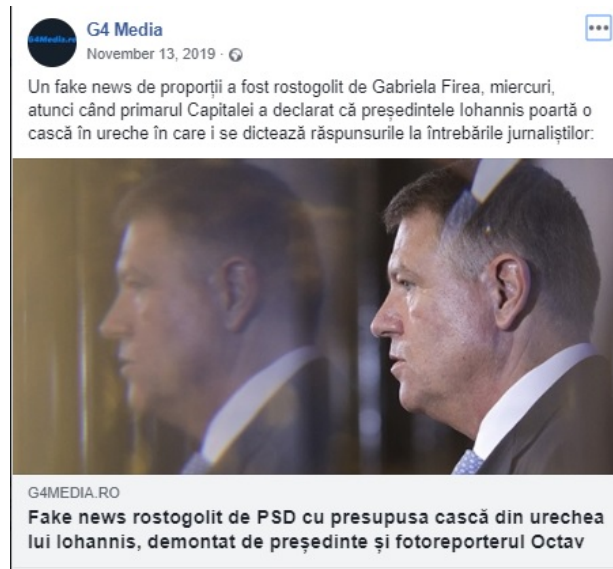 G4Media.ro
G4 Media
November 13, 2019
Un fake news de proporții a fost rostogolit de Gabriela Firea, miercuri,
atunci când primarul Capitalei a declarat că președintele Iohannis poartă o
cască în ureche în care i se dictează răspunsurile la întrebările jurnaliștilor:
G4MEDIA.RO
Fake news rostogolit de PSD cu presupusa cască din urechea
lui Iohannis, demontat de președinte și fotoreporterul Octav